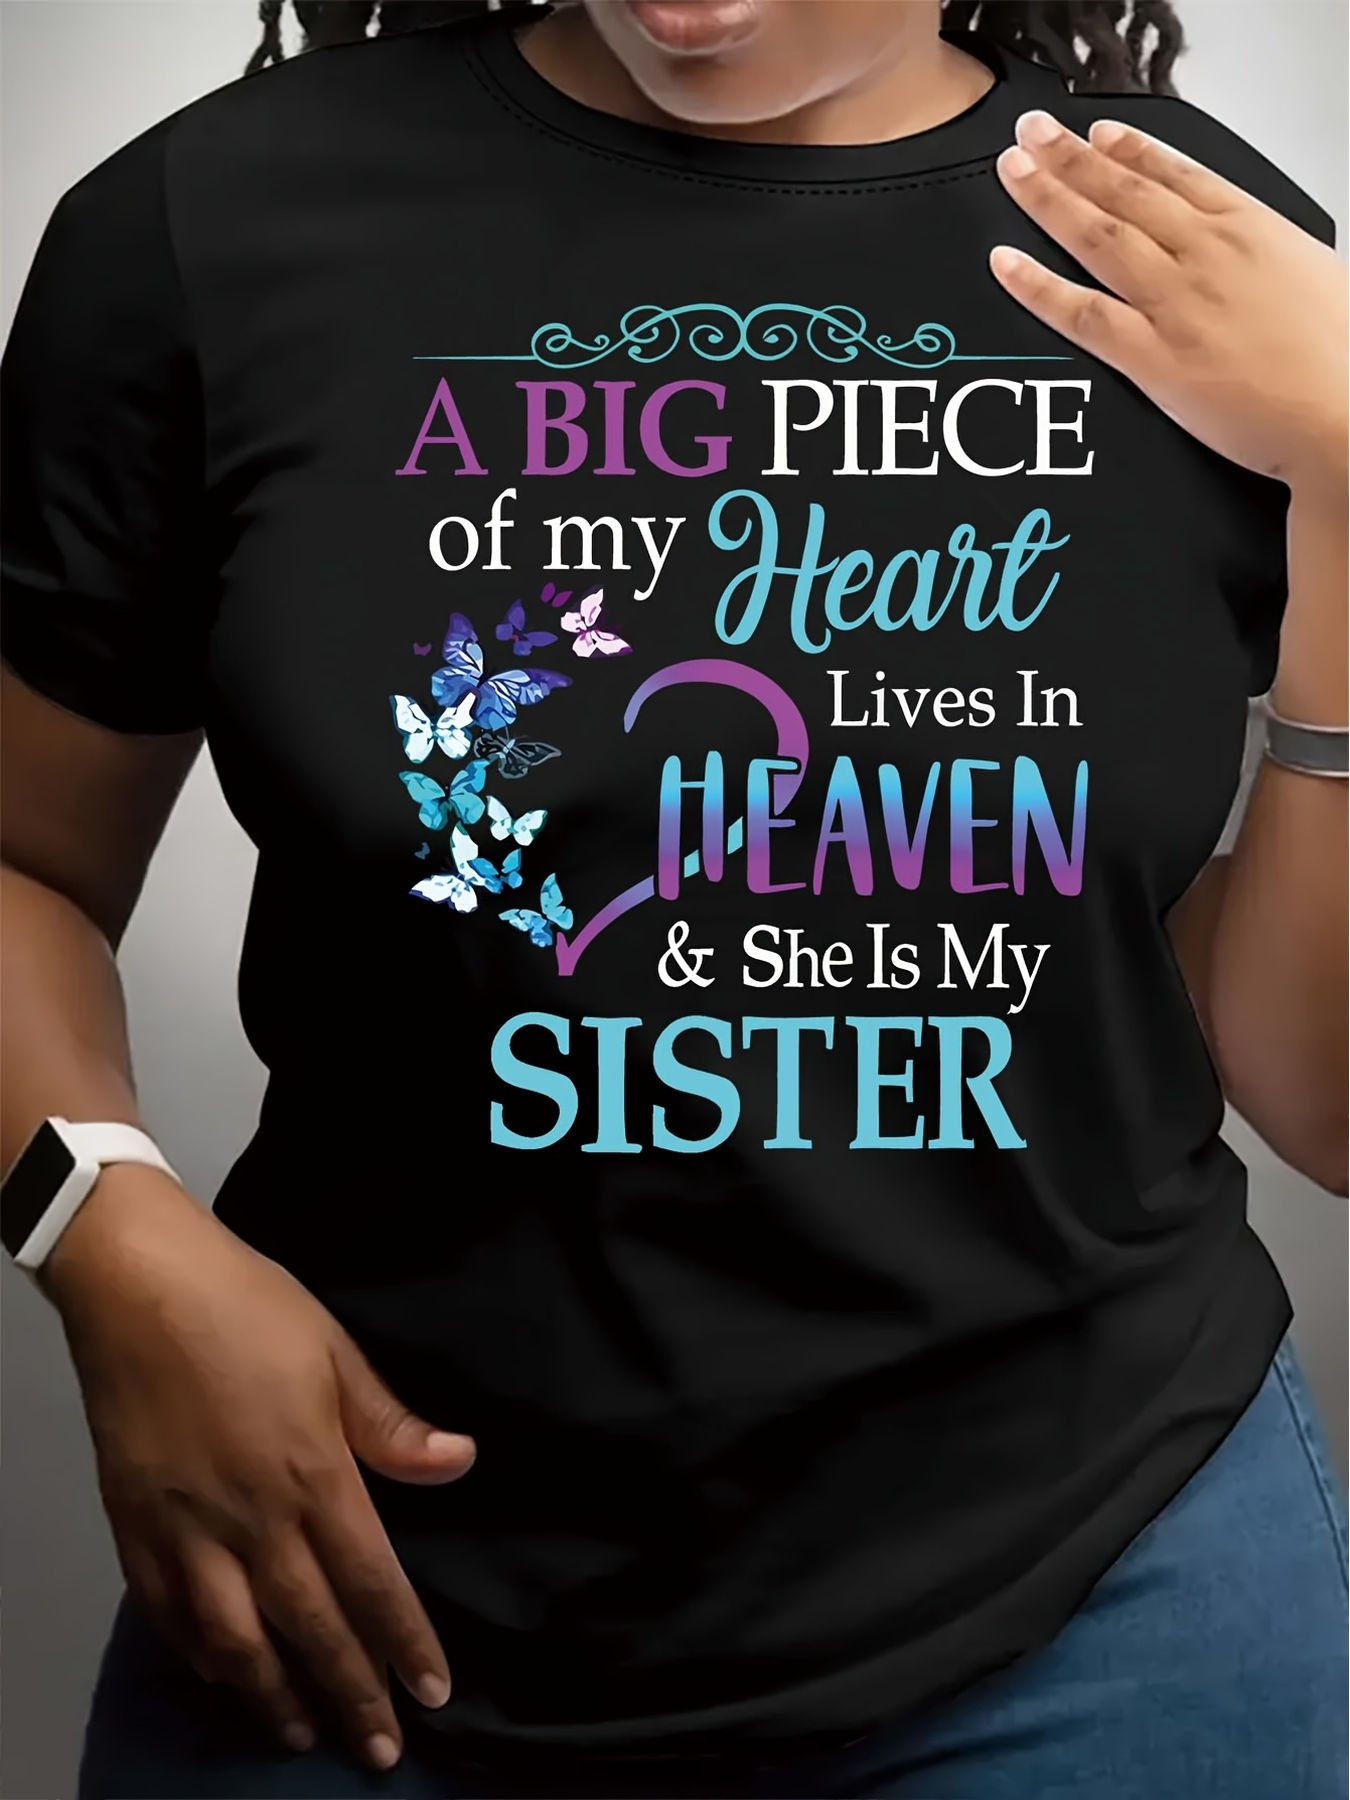 A BIG PIECE
of my Heart
Lives In
HEAVEN
& She Is My
SISTER